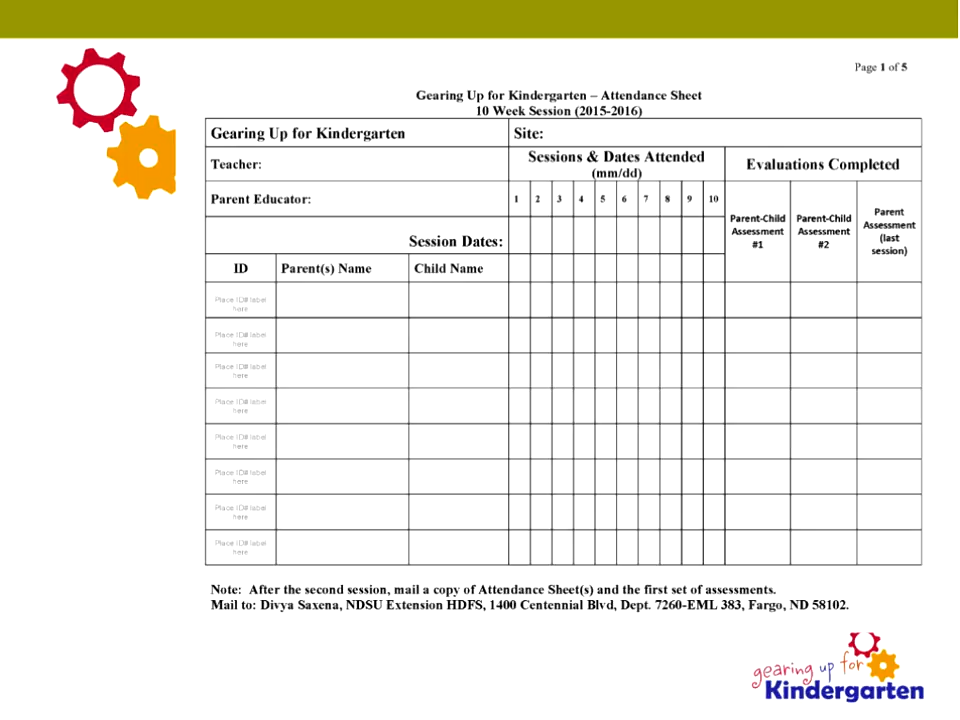 Page 1 of 5
Gearing Up for Kindergarten – Attendance Sheet
10 Week Session (2015-2016)
Gearing Up for Kindergarten Site:
Teacher: Sessions & Dates Attended (mm/dd) Evaluations Completed
Parent Educator: 1 2 3 4 5 6 7 8 9 10 Parent-Child Assessment #1 Parent-Child Assessment #2 Parent Assessment (last session)
Session Dates:
ID Parent(s) Name Child Name
Place ID# label
here
Place ID# label
here
Place ID# label
here
Place ID# label
here
Place ID# label
here
Place ID# label
here
Place ID# label
here
Place ID# label
here
Note: After the second session, mail a copy of Attendance Sheet(s) and the first set of assessments.
Mail to: Divya Saxena, NDSU Extension HDFS, 1400 Centennial Blvd, Dept. 7260-EML 383, Fargo, ND 58102.
gearing up for
Kindergarten